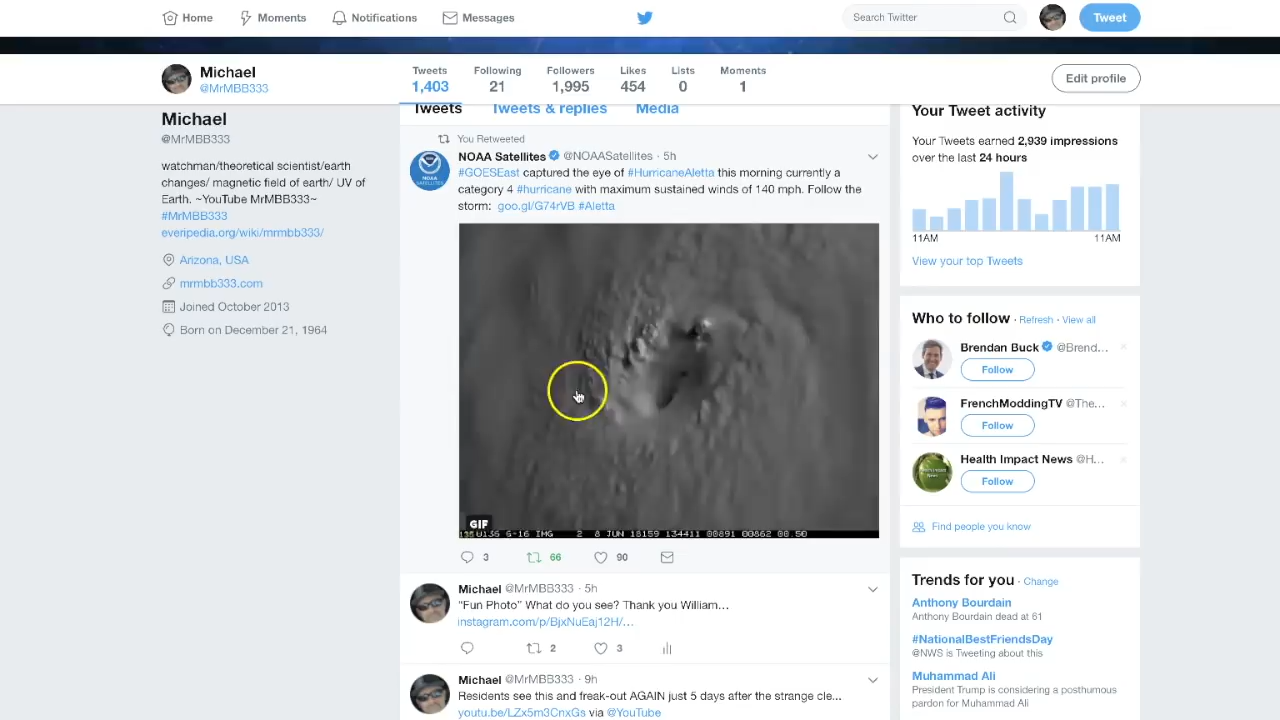 Home
Moments
Notifications
Messages
Search Twitter
Tweet
Michael
@MrMBB333
Tweets
1,403
Following
21
Followers
1,995
Likes
454
Lists
0
Moments
1
Edit profile
Michael
@MrMBB333
watchman/theoretical scientist/earth
changes/ magnetic field of earth/ UV of
Earth. ~YouTube MrMBB333~
#MrMBB333
everipedia.org/wiki/mrmbb333/
Arizona, USA
mrmbb333.com
Joined October 2013
Born on December 21, 1964
Tweets
Tweets & replies
Media
You Retweeted
NOAA Satellites @NOAASatellites · 5h
#GOESEast captured the eye of #HurricaneAletta this morning currently a
category 4 #hurricane with maximum sustained winds of 140 mph. Follow the
storm: goo.gl/G74rVB #Aletta
GIF
8 JUN 18159 134411 00891 00862 00.50
3
66
90
Michael @MrMBB333 · 5h
"Fun Photo" What do you see? Thank you William…
instagram.com/p/BjxNuEaj12H/…
2
3
Michael @MrMBB333 · 9h
Residents see this and freak-out AGAIN just 5 days after the strange cle...
youtu.be/LZx5m3CnxGs via @YouTube
Your Tweet activity
Your Tweets earned 2,939 impressions
over the last 24 hours
11AM
11AM
View your top Tweets
Who to follow · Refresh · View all
Brendan Buck @Brend...
Follow
FrenchModdingTV @The...
Follow
Health Impact News @H...
Follow
Find people you know
Trends for you · Change
Anthony Bourdain
Anthony Bourdain dead at 61
#NationalBestFriendsDay
@NWS is Tweeting about this
Muhammad Ali
President Trump is considering a posthumous
pardon for Muhammad Ali